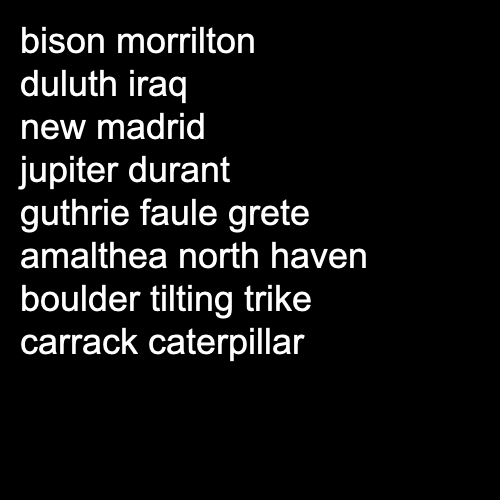 bison morrilton
duluth iraq
new madrid
jupiter durant
guthrie faule grete
amalthea north haven
boulder tilting trike
carrack caterpillar